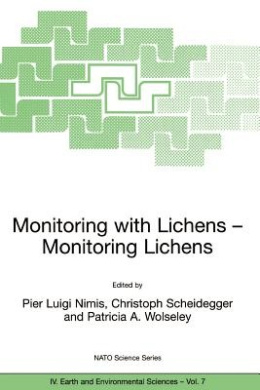 Monitoring with Lichens –
Monitoring Lichens
Edited by
Pier Luigi Nimis, Christoph Scheidegger
and Patricia A. Wolseley
NATO Science Series
IV. Earth and Environmental Sciences – Vol. 7